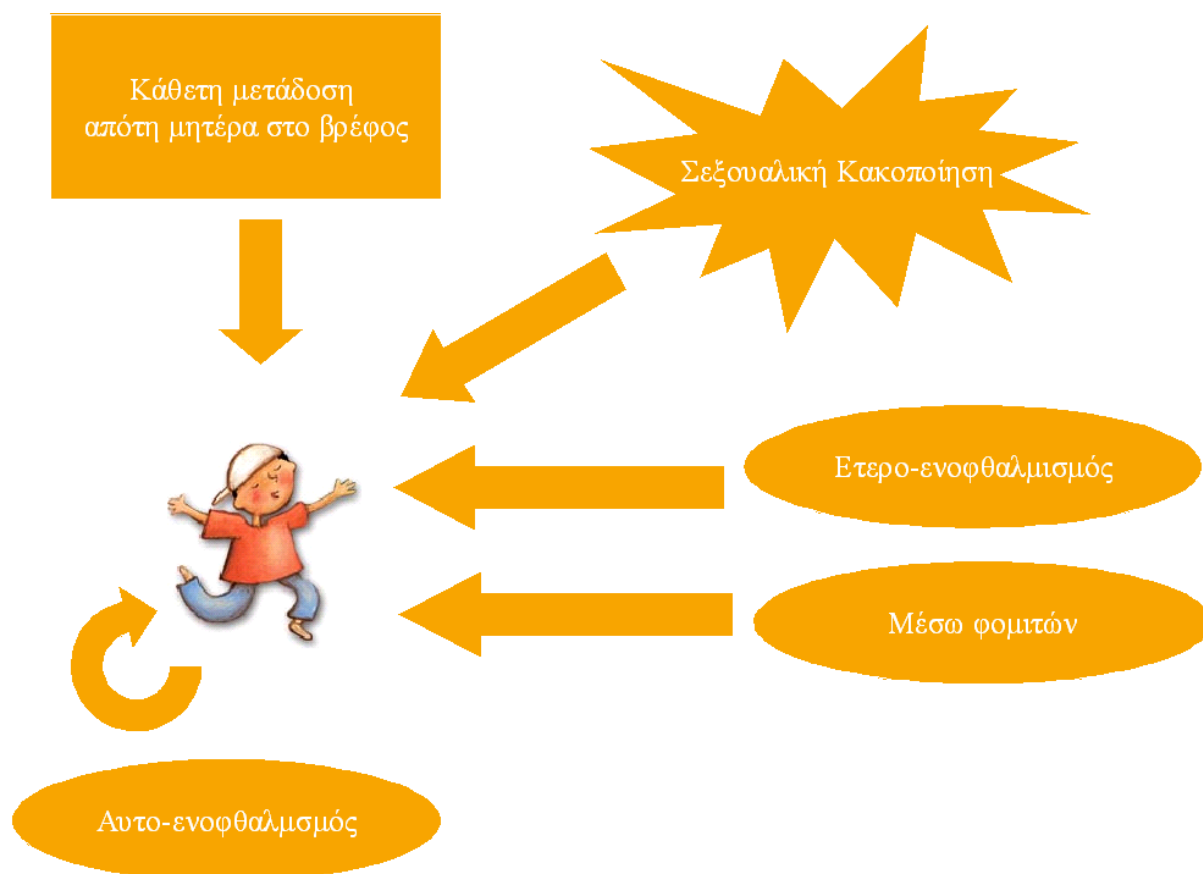 Κάθετη μετάδοση
απότη μητέρα στο βρέφος
Σεξουαλική Κακοποίηση
Ετερο-ενοφθαλμισμός
Μέσω φομιτών
Αυτο-ενοφθαλμσμός